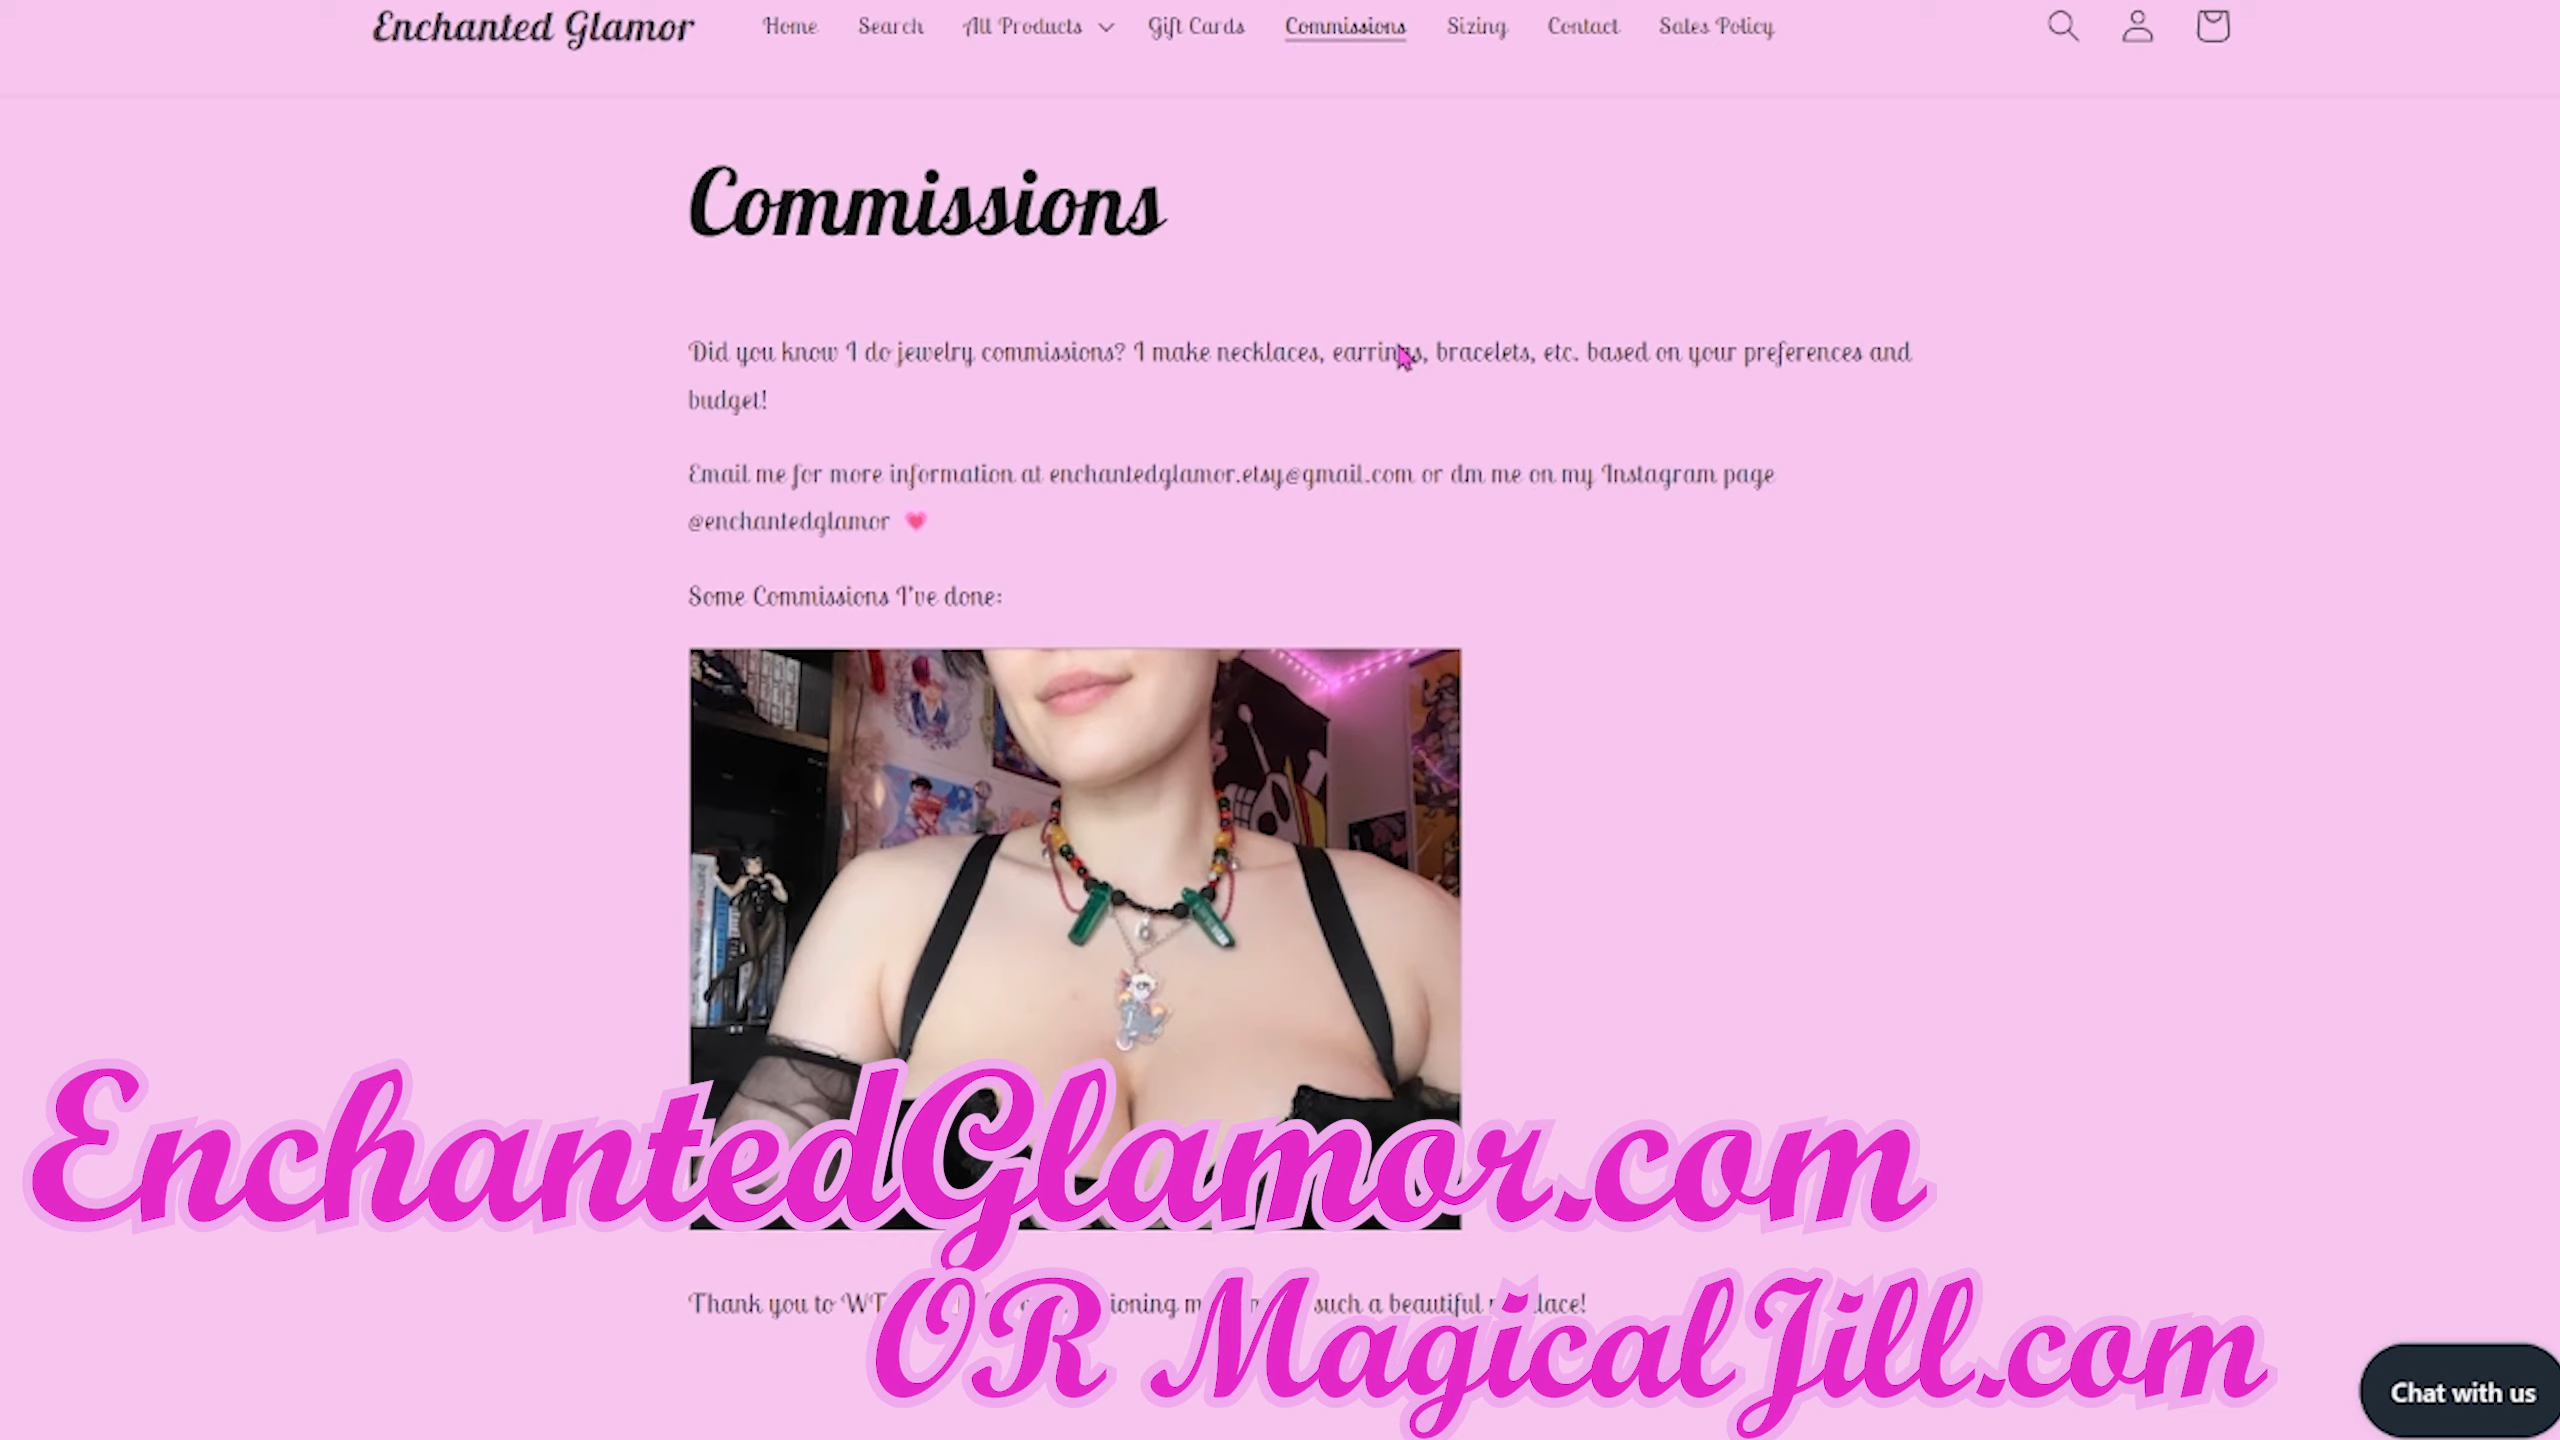 Enchanted Glamor Home Search All Products Gift Cards Commissions Sizing Contact Sales Policy
Commissions
Did you know I do jewelry commissions? I make necklaces, earrings, bracelets, etc. based on your preferences and
budget!
Email me for more information at enchantedglamor.etsy@gmail.com or dm me on my Instagram page
@enchantedglamor
Some Commissions I've done:
EnchantedGlamor.com
Thank you to such a beautiful
OR MagicalJill.com
Chat with us